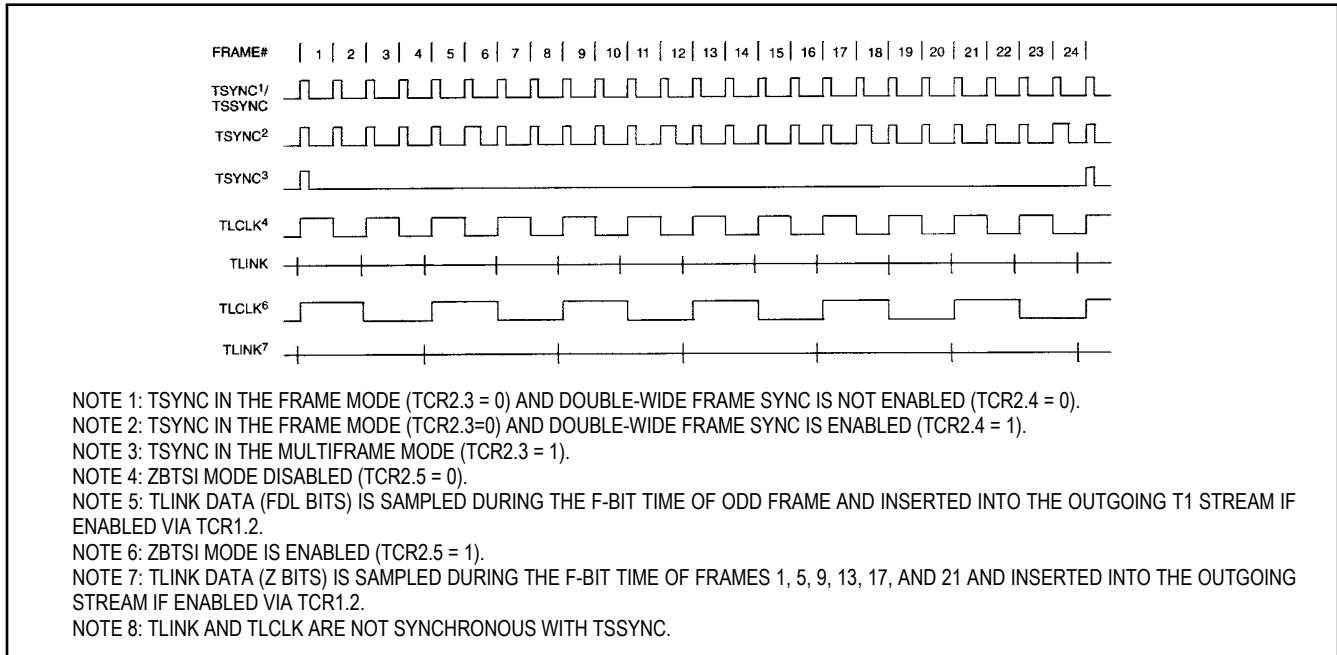 FRAME# | 1 | 2 | 3 | 4 | 5 | 6 | 7 | 8 | 9 | 10 | 11 | 12 | 13 | 14 | 15 | 16 | 17 | 18 | 19 | 20 | 21 | 22 | 23 | 24 |
TSYNC1/
TSSYNC
TSYNC2
TSYNC3
TLCLK4
TLINK
TLCLK6
TLINK7
NOTE 1: TSYNC IN THE FRAME MODE (TCR2.3 = 0) AND DOUBLE-WIDE FRAME SYNC IS NOT ENABLED (TCR2.4 = 0).
NOTE 2: TSYNC IN THE FRAME MODE (TCR2.3=0) AND DOUBLE-WIDE FRAME SYNC IS ENABLED (TCR2.4 = 1).
NOTE 3: TSYNC IN THE MULTIFRAME MODE (TCR2.3 = 1).
NOTE 4: ZBTSI MODE DISABLED (TCR2.5 = 0).
NOTE 5: TLINK DATA (FDL BITS) IS SAMPLED DURING THE F-BIT TIME OF ODD FRAME AND INSERTED INTO THE OUTGOING T1 STREAM IF
ENABLED VIA TCR1.2.
NOTE 6: ZBTSI MODE IS ENABLED (TCR2.5 = 1).
NOTE 7: TLINK DATA (Z BITS) IS SAMPLED DURING THE F-BIT TIME OF FRAMES 1, 5, 9, 13, 17, AND 21 AND INSERTED INTO THE OUTGOING
STREAM IF ENABLED VIA TCR1.2.
NOTE 8: TLINK AND TLCLK ARE NOT SYNCHRONOUS WITH TSSYNC.